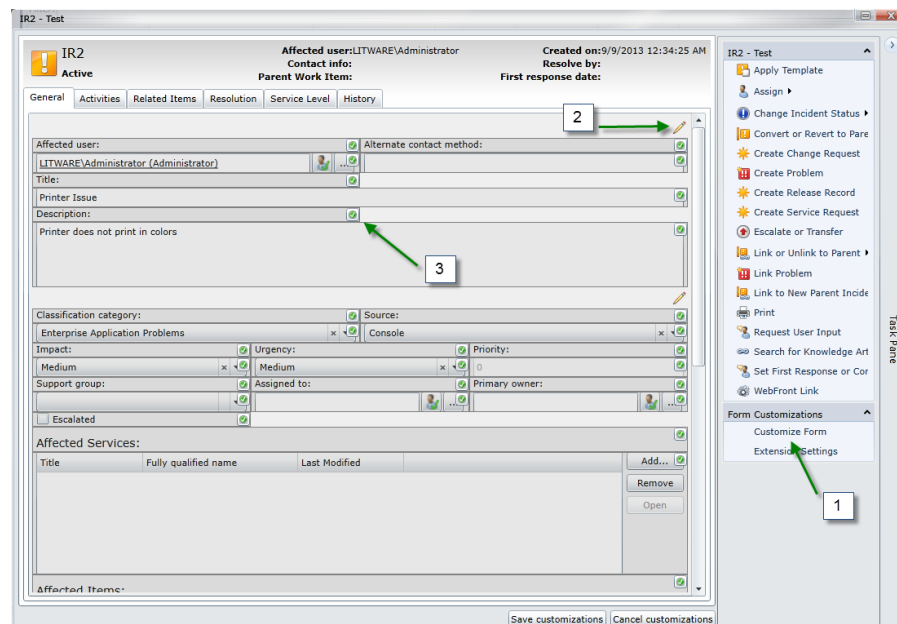 IR2 - Test
IR2
Active
Affected user:LITWARE\Administrator
Contact info:
Parent Work Item:
Created on:9/9/2013 12:34:25 AM
Resolve by:
First response date:
General Activities Related Items Resolution Service Level History
2
Affected user: Alternate contact method:
LITWARE\Administrator (Administrator) ...
Title:
Printer Issue
Description:
Printer does not print in colors
3
Classification category: Source:
Enterprise Application Problems Console
Impact: Urgency: Priority:
Medium Medium 0
Support group: Assigned to: Primary owner:
... ...
Escalated
Affected Services:
Title Fully qualified name Last Modified
Add...
Remove
Open
Affected Items:
Save customizations Cancel customizations
IR2 - Test
Apply Template
Assign
Change Incident Status
Convert or Revert to Pare
Create Change Request
Create Problem
Create Release Record
Create Service Request
Escalate or Transfer
Link or Unlink to Parent
Link Problem
Link to New Parent Incide
Print
Request User Input
Search for Knowledge Art
Set First Response or Cor
WebFront Link
Form Customizations
Customize Form
Extension Settings
1
Task Pane